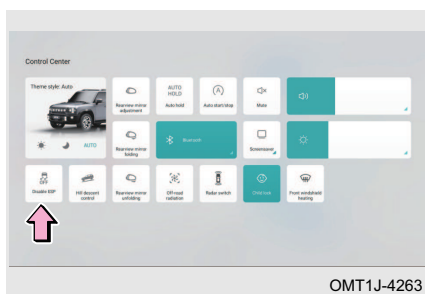 Control Center
Theme style: Auto
AUTO
Rearview mirror
adjustment
AUTO
HOLD
Auto hold
(A)
Auto start/stop
Mute
Rearview mirror
folding
Bluetooth
Screensaver
Disable ESP
Hill descent
control
Rearview mirror
unfolding
Off-road
radiation
Radar switch
Child lock
Front windshield
heating
OMT1J-4263